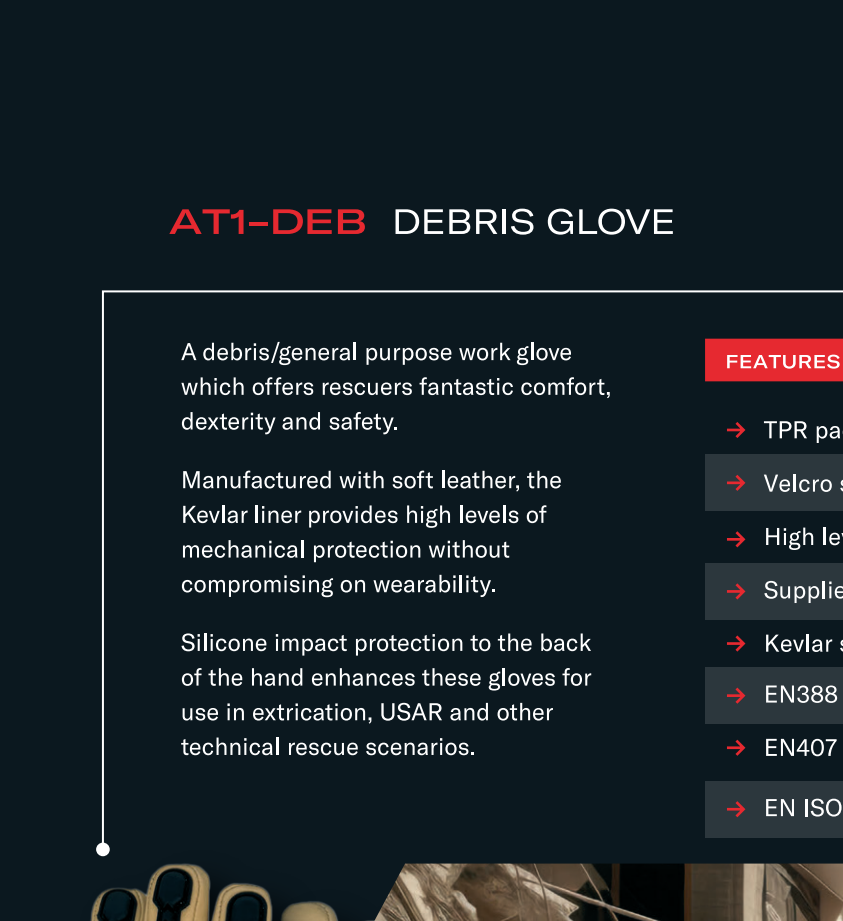 AT1–DEB DEBRIS GLOVE
A debris/general purpose work glove
which offers rescuers fantastic comfort,
dexterity and safety.
Manufactured with soft leather, the
Kevlar liner provides high levels of
mechanical protection without
compromising on wearability.
Silicone impact protection to the back
of the hand enhances these gloves for
use in extrication, USAR and other
technical rescue scenarios.
FEATURES
→ TPR
→ Velcro
→ High
→
→ Kevlar
→ EN388
→ EN407
→ EN ISO